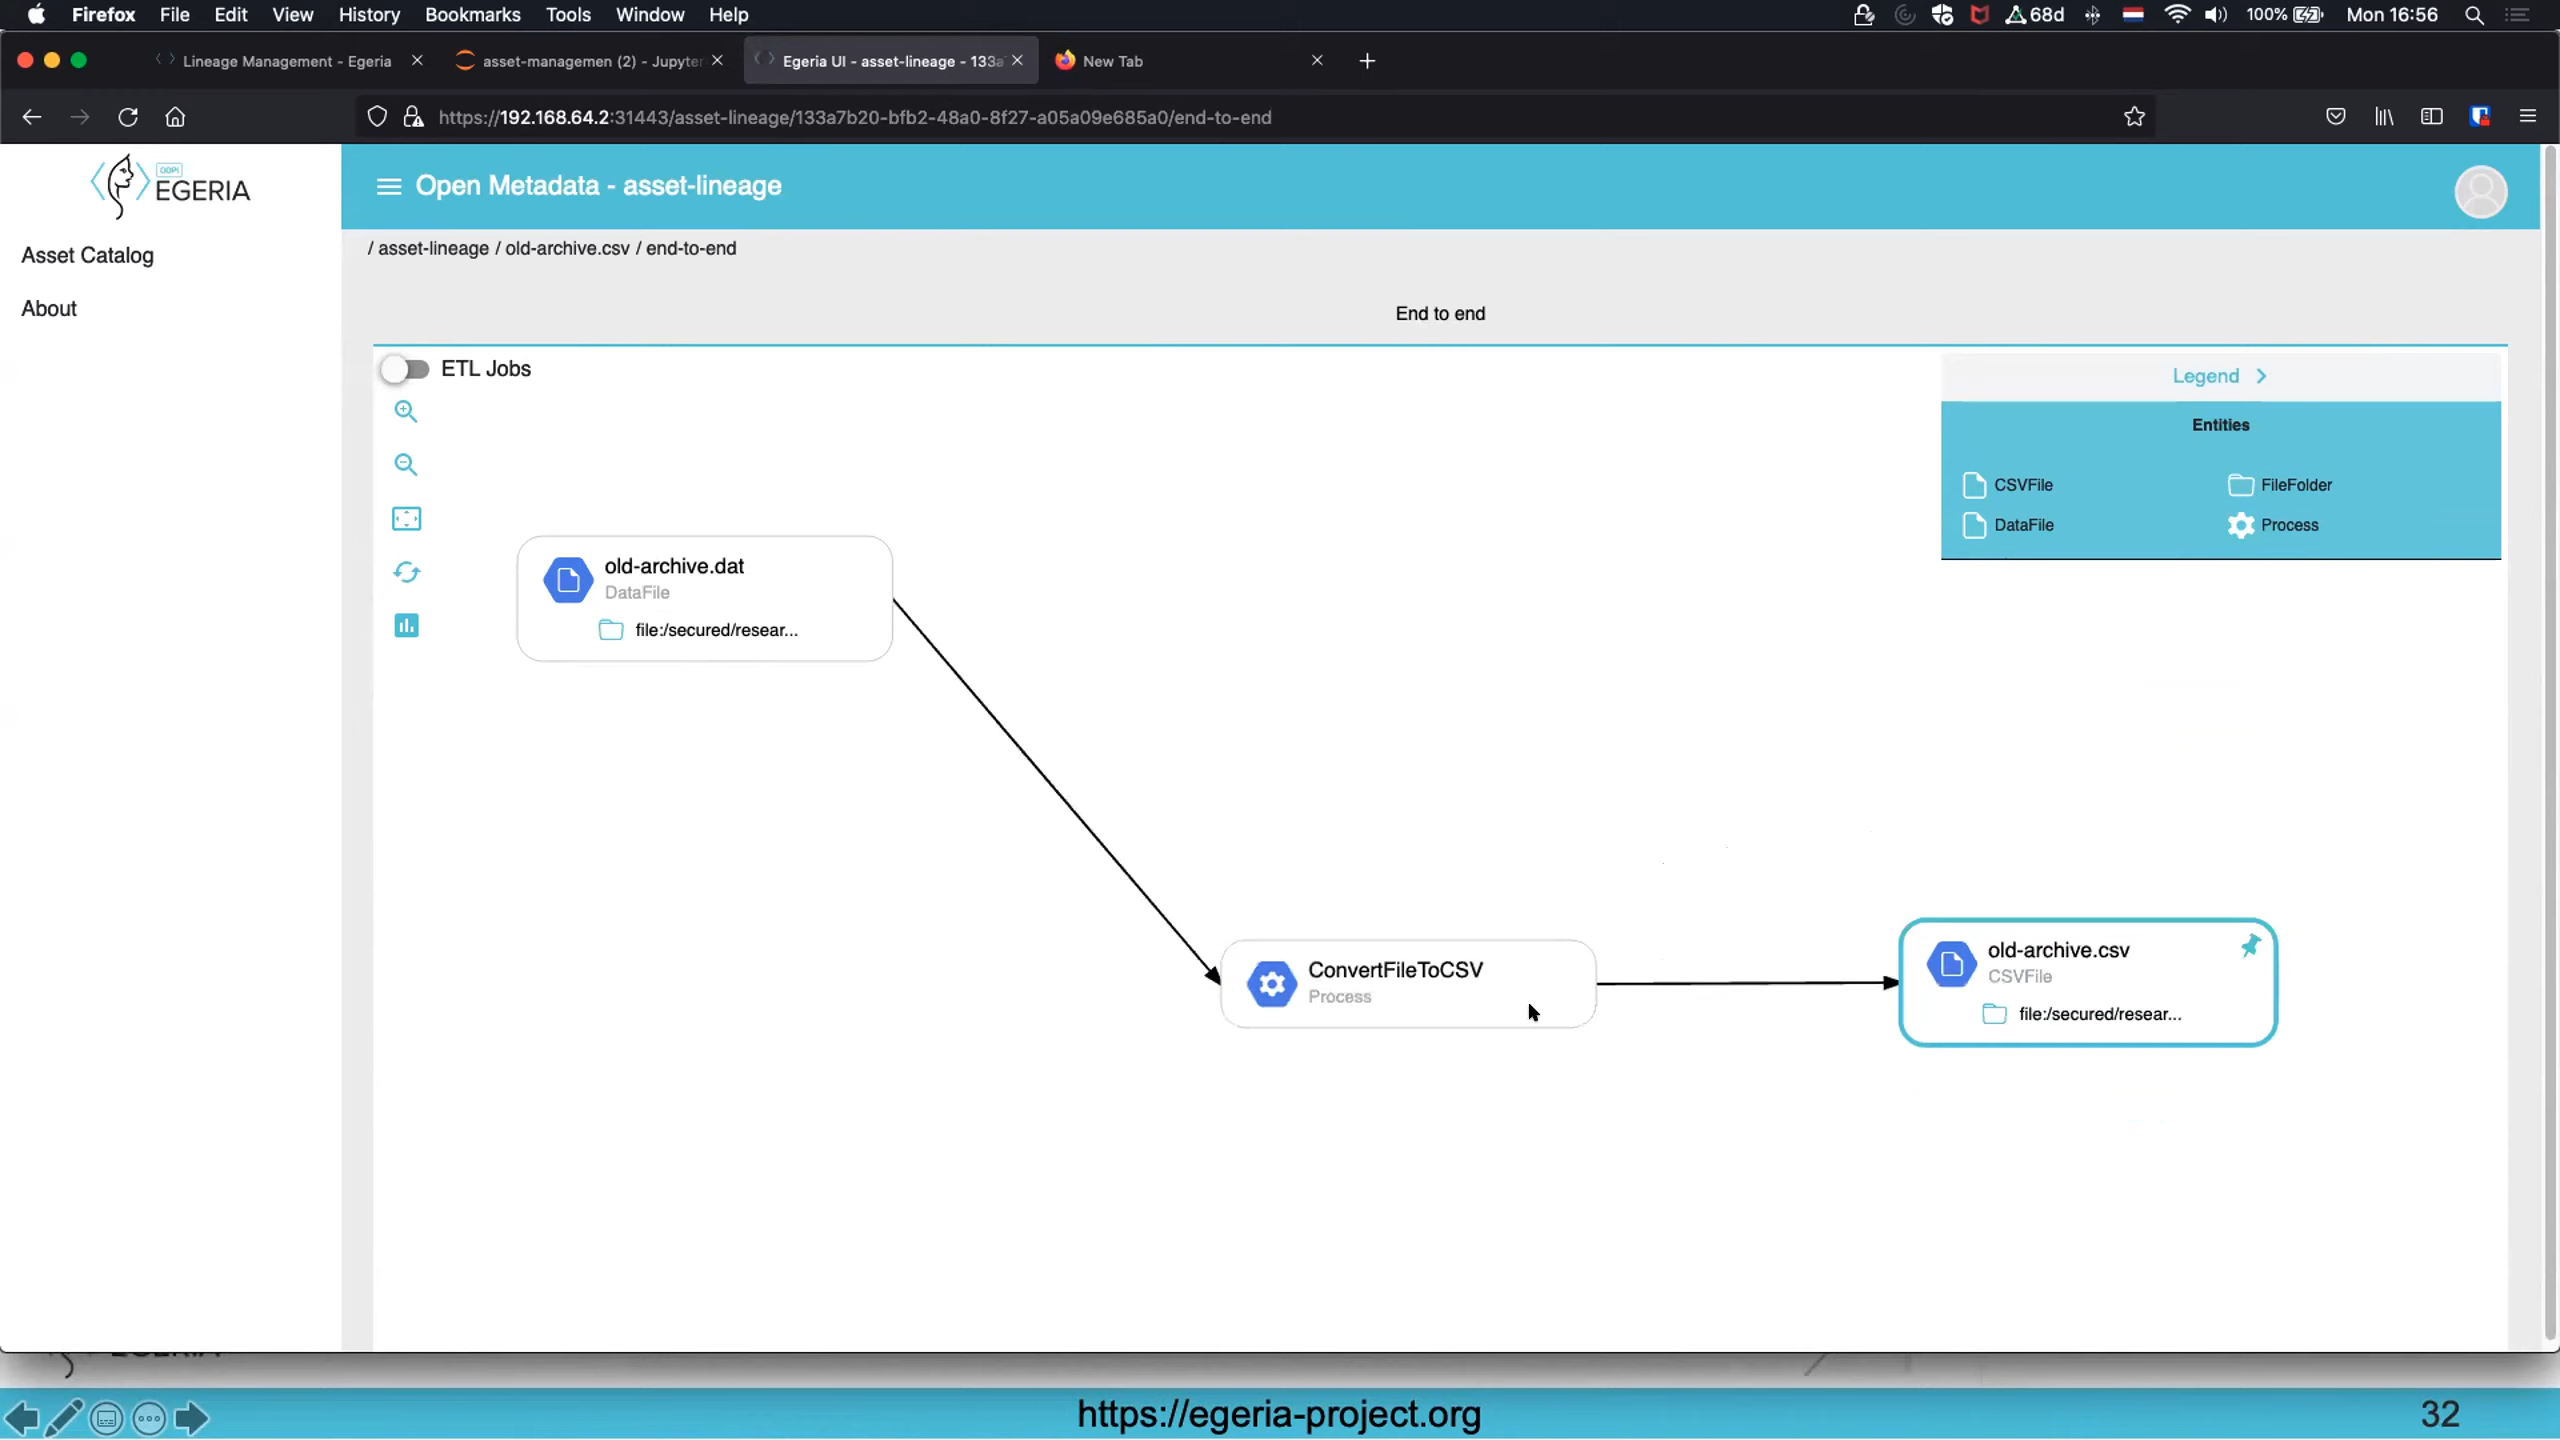 Firefox File Edit View History Bookmarks Tools Window Help 68d 100% Mon 16:56
Lineage Management - Egeria
asset-managemen (2) - Jupyter
Egeria UI - asset-lineage - 133a
New Tab
https://192.168.64.2:31443/asset-lineage/133a7b20-bfb2-48a0-8f27-a05a09e685a0/end-to-end
ODPi
EGERIA
Asset Catalog
About
Open Metadata - asset-lineage
/ asset-lineage / old-archive.csv / end-to-end
End to end
ETL Jobs
Legend
Entities
CSVFile
FileFolder
DataFile
Process
old-archive.dat
DataFile
file:/secured/resear...
ConvertFileToCSV
Process
old-archive.csv
CSVFile
file:/secured/resear...
EGERIA
https://egeria-project.org
32